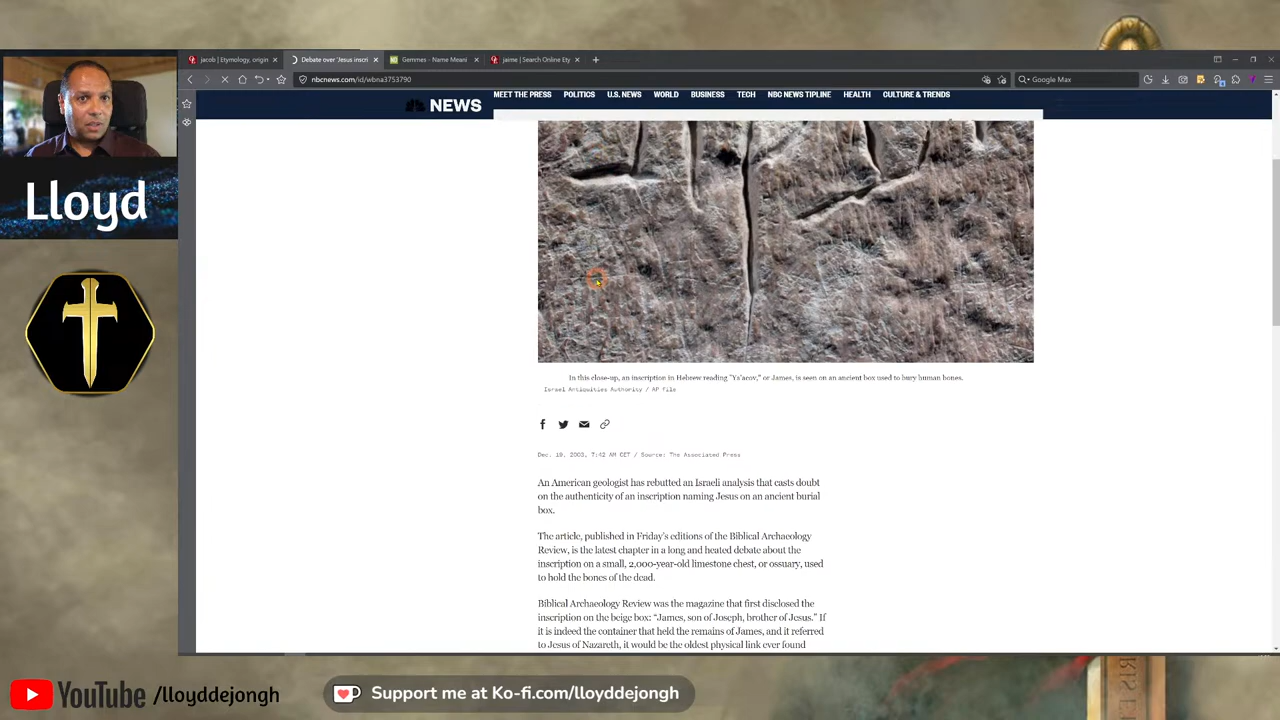 jacob | Etymology, origin
Debate over 'Jesus inscri
Gemmes - Name Meani
jaime | Search Online Ety
nbcnews.com/id/wbna3753790
Google Max
NEWS
MEET THE PRESS POLITICS U.S. NEWS WORLD BUSINESS TECH NBC NEWS TIPLINE HEALTH CULTURE & TRENDS
Lloyd
In this close-up, an inscription in Hebrew reading "Ya'acov," or James, is seen on an ancient box used to bury human bones.
Israel Antiquities Authority / AP file
Dec. 19, 2003, 7:42 AM CET / Source: The Associated Press
An American geologist has rebutted an Israeli analysis that casts doubt
on the authenticity of an inscription naming Jesus on an ancient burial
box.
The article, published in Friday's editions of the Biblical Archaeology
Review, is the latest chapter in a long and heated debate about the
inscription on a small, 2,000-year-old limestone chest, or ossuary, used
to hold the bones of the dead.
Biblical Archaeology Review was the magazine that first disclosed the
inscription on the beige box: "James, son of Joseph, brother of Jesus." If
it is indeed the container that held the remains of James, and it referred
to Jesus of Nazareth, it would be the oldest physical link ever found
YouTube /lloyddejongh
Support me at Ko-fi.com/lloyddejongh